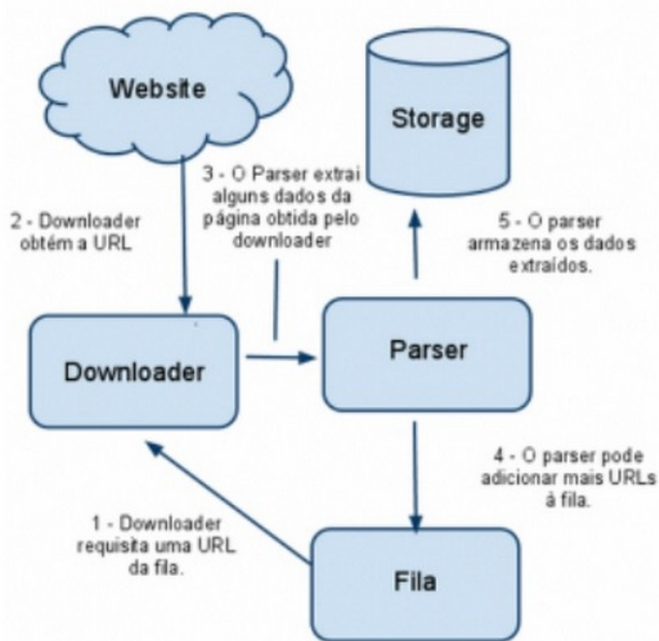 Website
Storage
3 - O Parser extrai
alguns dados da
página obtida pelo
downloader
2 - Downloader
obtém a URL
5 - O parser
armazena os dados
extraídos.
Downloader
Parser
4 - O parser pode
adicionar mais URLs
à fila.
1 - Downloader
requisita uma URL
da fila.
Fila